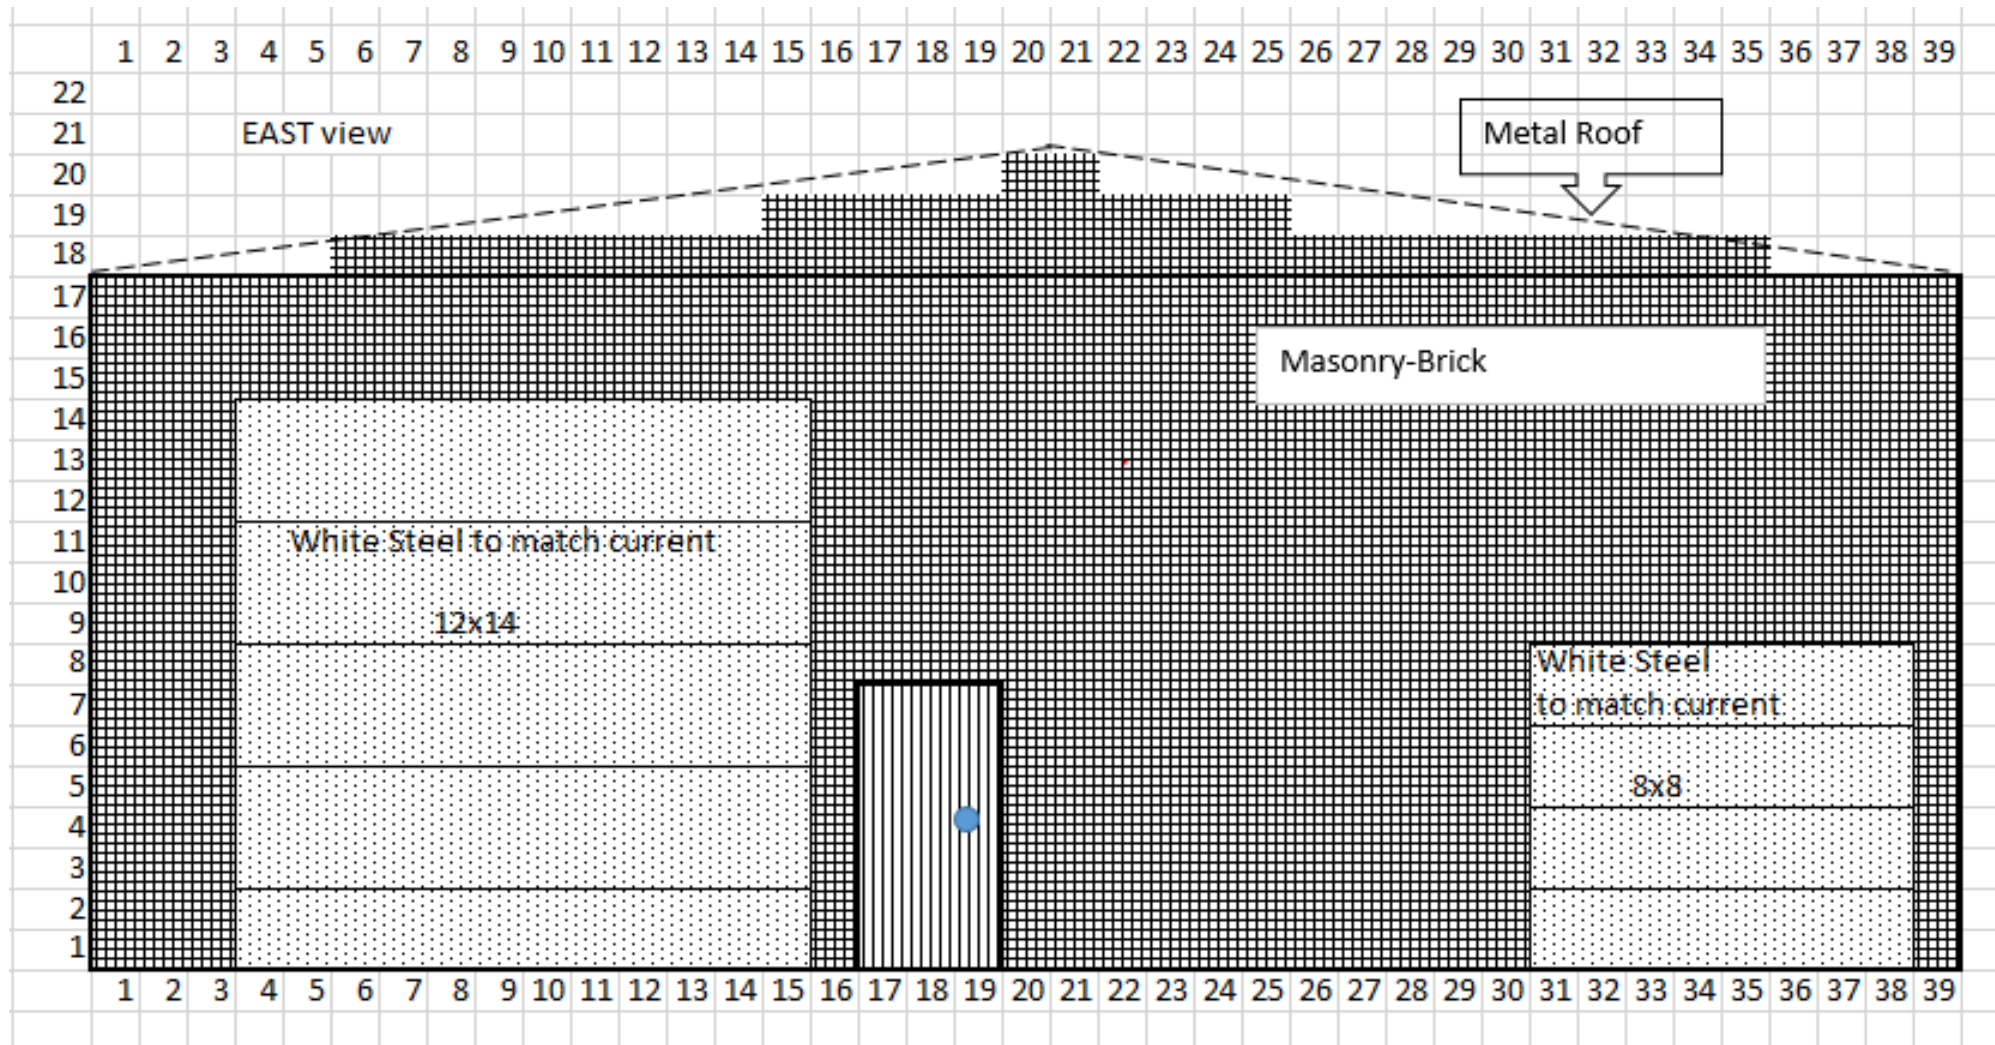 1 2 3 4 5 6 7 8 9 10 11 12 13 14 15 16 17 18 19 20 21 22 23 24 25 26 27 28 29 30 31 32 33 34 35 36 37 38 39
22
21 EAST view Metal Roof
20
19
18
17
16
15 Masonry-Brick
14
13
12
11 White Steel to match current
10
9 12x14
8 White Steel
7 to match current
6
5 8x8
4
3
2
1
1 2 3 4 5 6 7 8 9 10 11 12 13 14 15 16 17 18 19 20 21 22 23 24 25 26 27 28 29 30 31 32 33 34 35 36 37 38 39